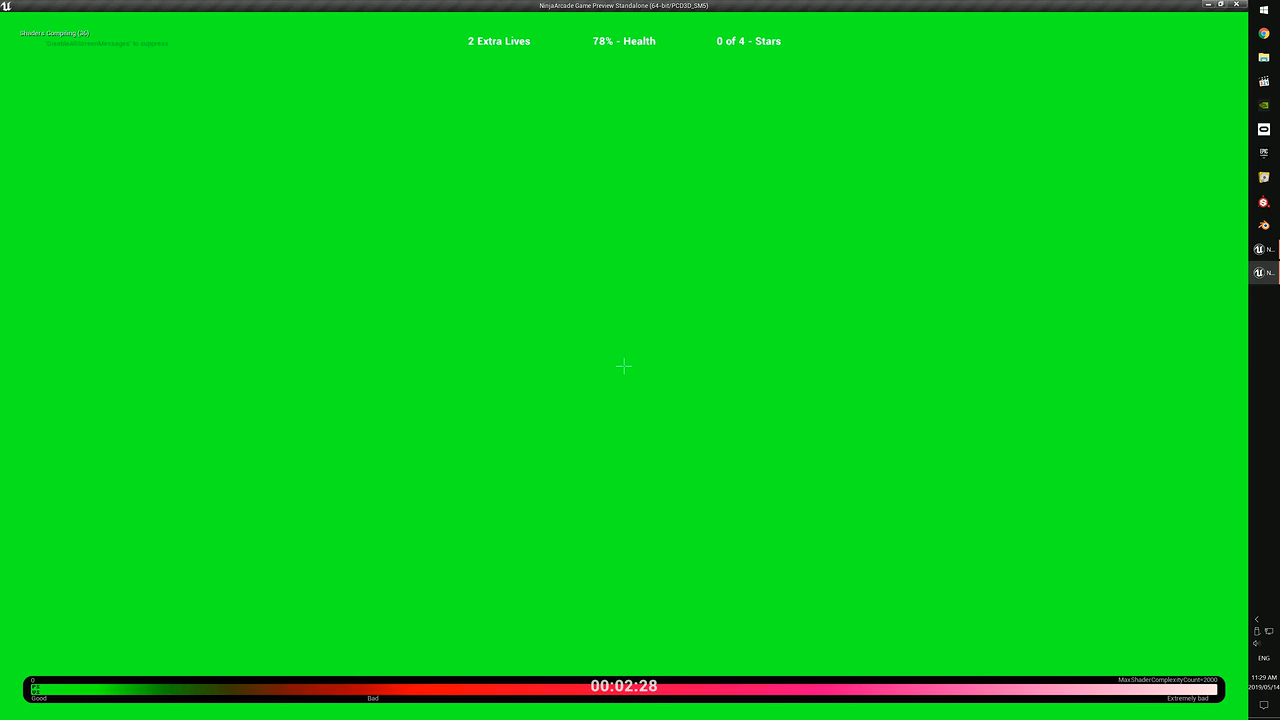 NinjaArcade Game Preview Standalone (64-bit/PCD3D_SM5)
Shaders Compiling (36)
'DisableAllScreenMessages' to suppress
2 Extra Lives
78% - Health
0 of 4 - Stars
0
MaxShaderComplexityCount=2000
00:02:28
Good
Bad
Extremely bad
EPIC
N...
N...
ENG
11:29 AM
2019/05/14